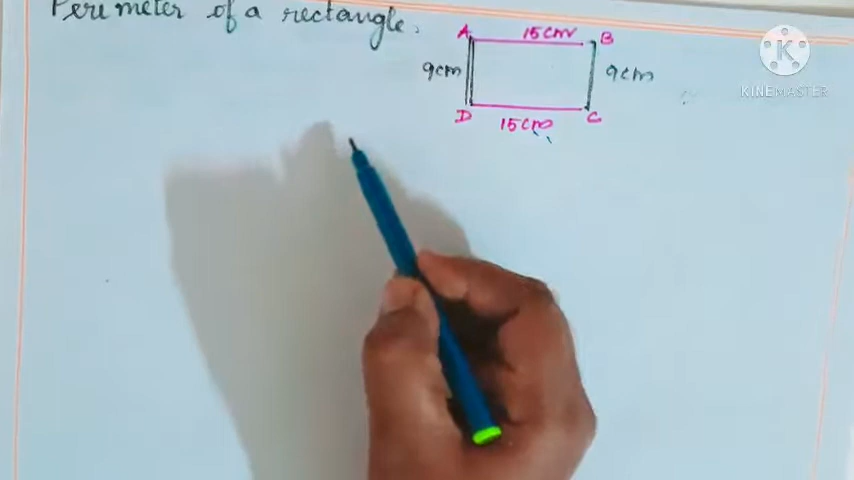 Perimeter of a rectangle.
A 15cm B
9cm 9cm
D C
15cm
K
KINEMASTER